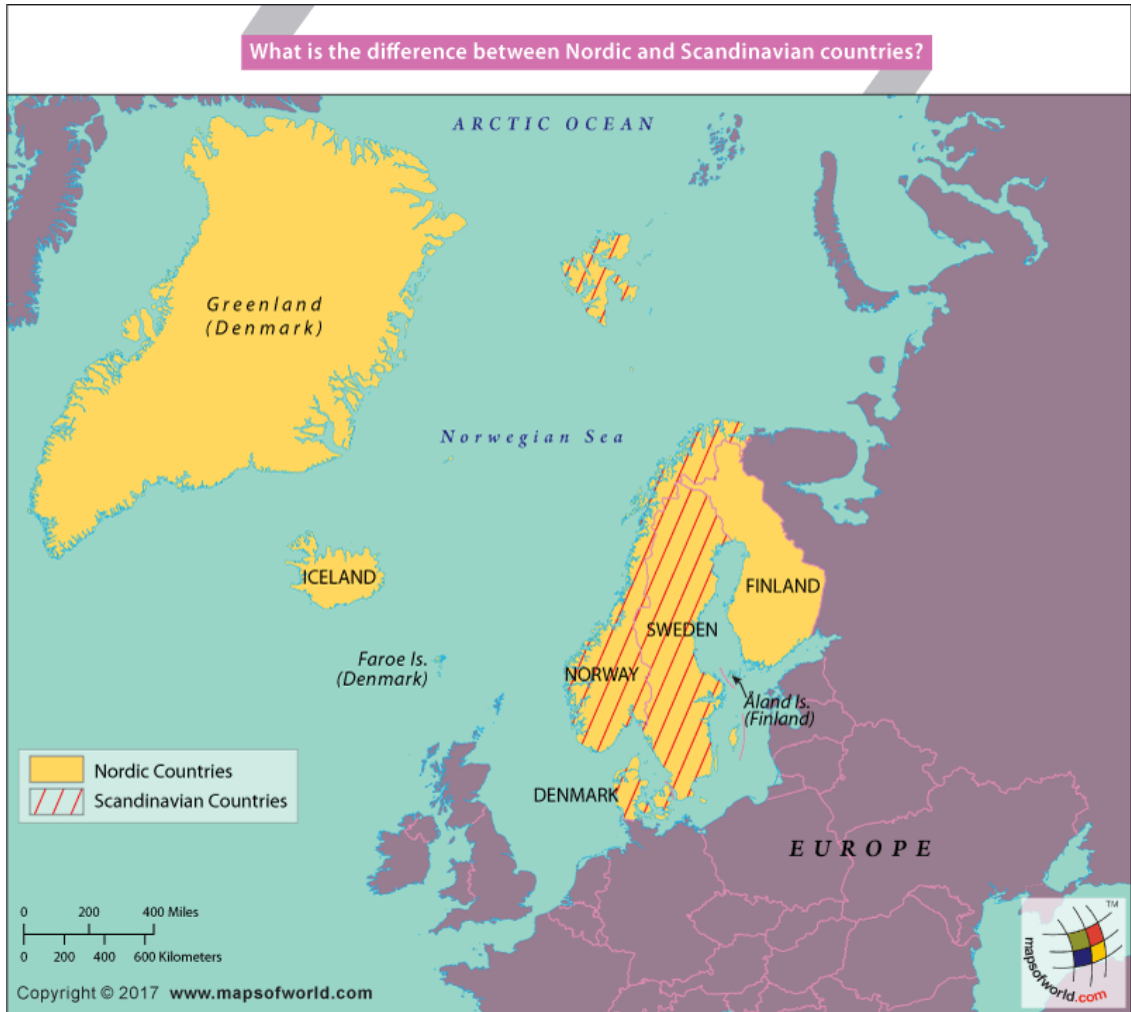 What is the difference between Nordic and Scandinavian countries?
ARCTIC OCEAN
Greenland
(Denmark)
Norwegian Sea
ICELAND
FINLAND
SWEDEN
Faroe Is.
(Denmark)
NORWAY
Åland Is.
(Finland)
Nordic Countries
Scandinavian Countries
DENMARK
EUROPE
0 200 400 Miles
0 200 400 600 Kilometers
TM
mapsofworld.com
Copyright © 2017 www.mapsofworld.com